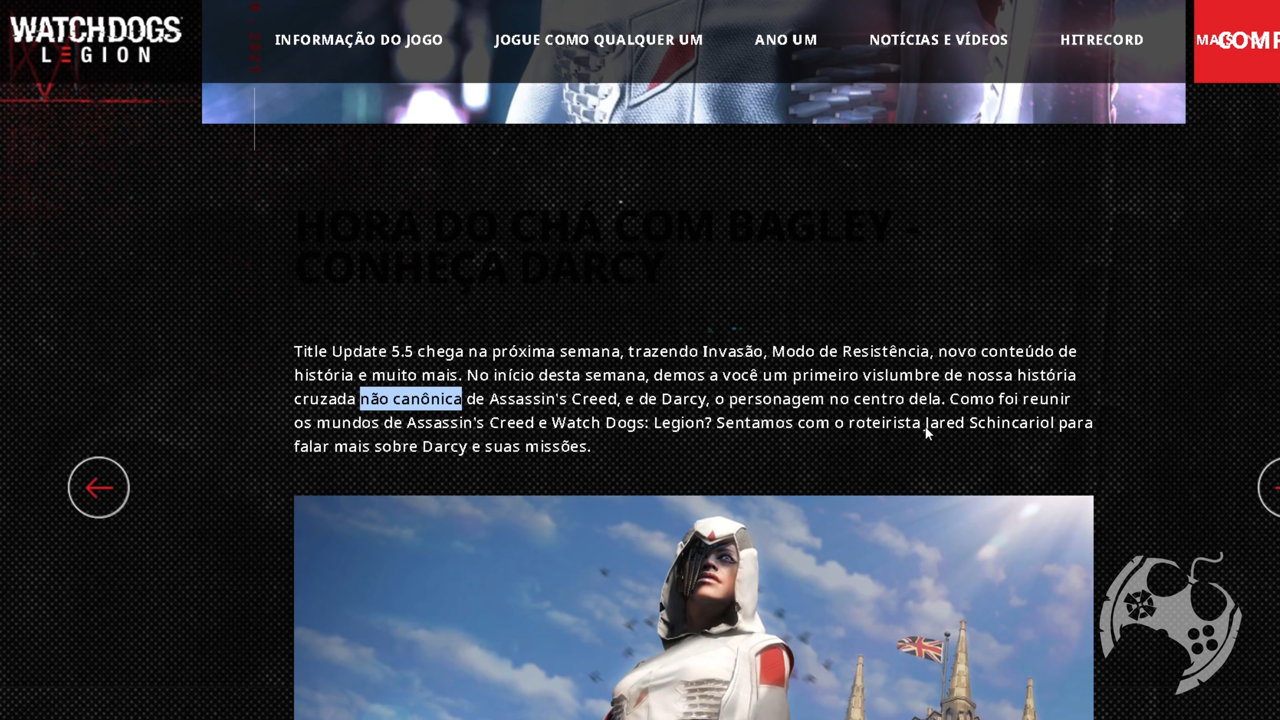 WATCH DOGS
LEGION
INFORMAÇÃO DO JOGO
JOGUE COMO QUALQUER UM
ANO UM
NOTÍCIAS E VÍDEOS
HITRECORD
HORA DO CHÁ COM BAGLEY -
CONHEÇA DARCY
Title Update 5.5 chega na próxima semana, trazendo Invasão, Modo de Resistência, novo conteúdo de
história e muito mais. No início desta semana, demos a você um primeiro vislumbre de nossa história
cruzada não canônica de Assassin's Creed, e de Darcy, o personagem no centro dela. Como foi reunir
os mundos de Assassin's Creed e Watch Dogs: Legion? Sentamos com o roteirista Jared Schincariol para
falar mais sobre Darcy e suas missões.